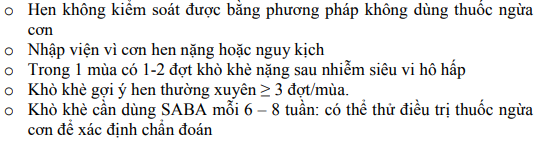 o Hen không kiểm soát được bằng phương pháp không dùng thuốc ngừa
cơn
o Nhập viện vì cơn hen nặng hoặc nguy kịch
o Trong 1 mùa có 1-2 đợt khò khè nặng sau nhiễm siêu vi hô hấp
o Khò khè gợi ý hen thường xuyên ≥ 3 đợt/mùa.
o Khò khè cần dùng SABA mỗi 6 – 8 tuần: có thể thử điều trị thuốc ngừa
cơn để xác định chẩn đoán